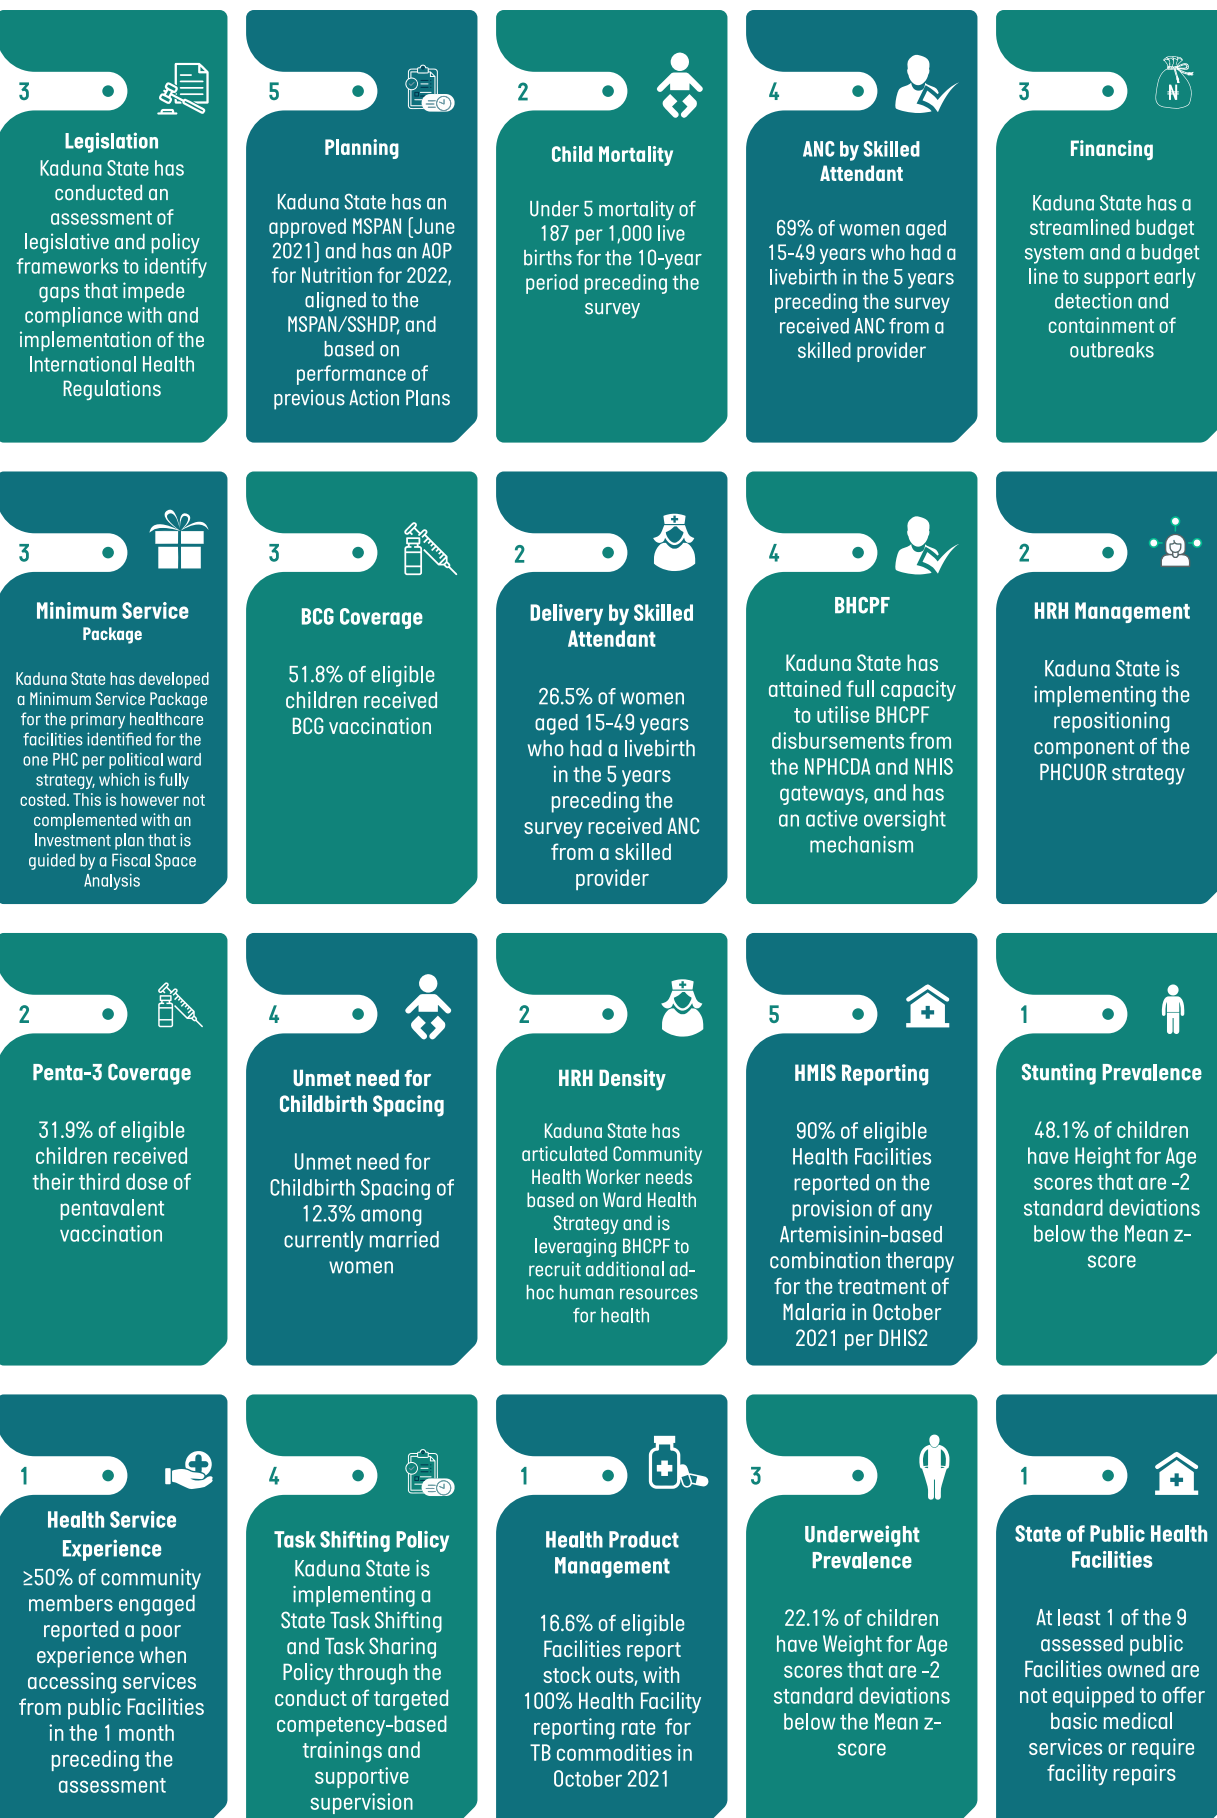 3
Legislation
Kaduna State has
conducted an
assessment of
legislative and policy
frameworks to identify
gaps that impede
compliance with and
implementation of the
International Health
Regulations
5
Planning
Kaduna State has an
approved MSPAN (June
2021) and has an AOP
for Nutrition for 2022,
aligned to the
MSPAN/SSHDP, and
based on
performance of
previous Action Plans
2
Child Mortality
Under 5 mortality of
187 per 1,000 live
births for the 10-year
period preceding the
survey
4
ANC by Skilled
Attendant
69% of women aged
15-49 years who had a
livebirth in the 5 years
preceding the survey
received ANC from a
skilled provider
3
₦
Financing
Kaduna State has a
streamlined budget
system and a budget
line to support early
detection and
containment of
outbreaks
3
Minimum Service
Package
Kaduna State has developed
a Minimum Service Package
for the primary healthcare
facilities identified for the
one PHC per political ward
strategy, which is fully
costed. This is however not
complemented with an
Investment plan that is
guided by a Fiscal Space
Analysis
3
BCG Coverage
51.8% of eligible
children received
BCG vaccination
2
Delivery by Skilled
Attendant
26.5% of women
aged 15-49 years
who had a livebirth
in the 5 years
preceding the
survey received ANC
from a skilled
provider
4
BHCPF
Kaduna State has
attained full capacity
to utilise BHCPF
disbursements from
the NPHCDA and NHIS
gateways, and has
an active oversight
mechanism
2
HRH Management
Kaduna State is
implementing the
repositioning
component of the
PHCUOR strategy
2
Penta-3 Coverage
31.9% of eligible
children received
their third dose of
pentavalent
vaccination
4
Unmet need for
Childbirth Spacing
Unmet need for
Childbirth Spacing of
12.3% among
currently married
women
2
HRH Density
Kaduna State has
articulated Community
Health Worker needs
based on Ward Health
Strategy and is
leveraging BHCPF to
recruit additional ad-
hoc human resources
for health
5
HMIS Reporting
90% of eligible
Health Facilities
reported on the
provision of any
Artemisinin-based
combination therapy
for the treatment of
Malaria in October
2021 per DHIS2
1
Stunting Prevalence
48.1% of children
have Height for Age
scores that are -2
standard deviations
below the Mean z-
score
1
Health Service
Experience
≥50% of community
members engaged
reported a poor
experience when
accessing services
from public Facilities
in the 1 month
preceding the
assessment
4
Task Shifting Policy
Kaduna State is
implementing a
State Task Shifting
and Task Sharing
Policy through the
conduct of targeted
competency-based
trainings and
supportive
supervision
1
Health Product
Management
16.6% of eligible
Facilities report
stock outs, with
100% Health Facility
reporting rate for
TB commodities in
October 2021
3
Underweight
Prevalence
22.1% of children
have Weight for Age
scores that are -2
standard deviations
below the Mean z-
score
1
State of Public Health
Facilities
At least 1 of the 9
assessed public
Facilities owned are
not equipped to offer
basic medical
services or require
facility repairs